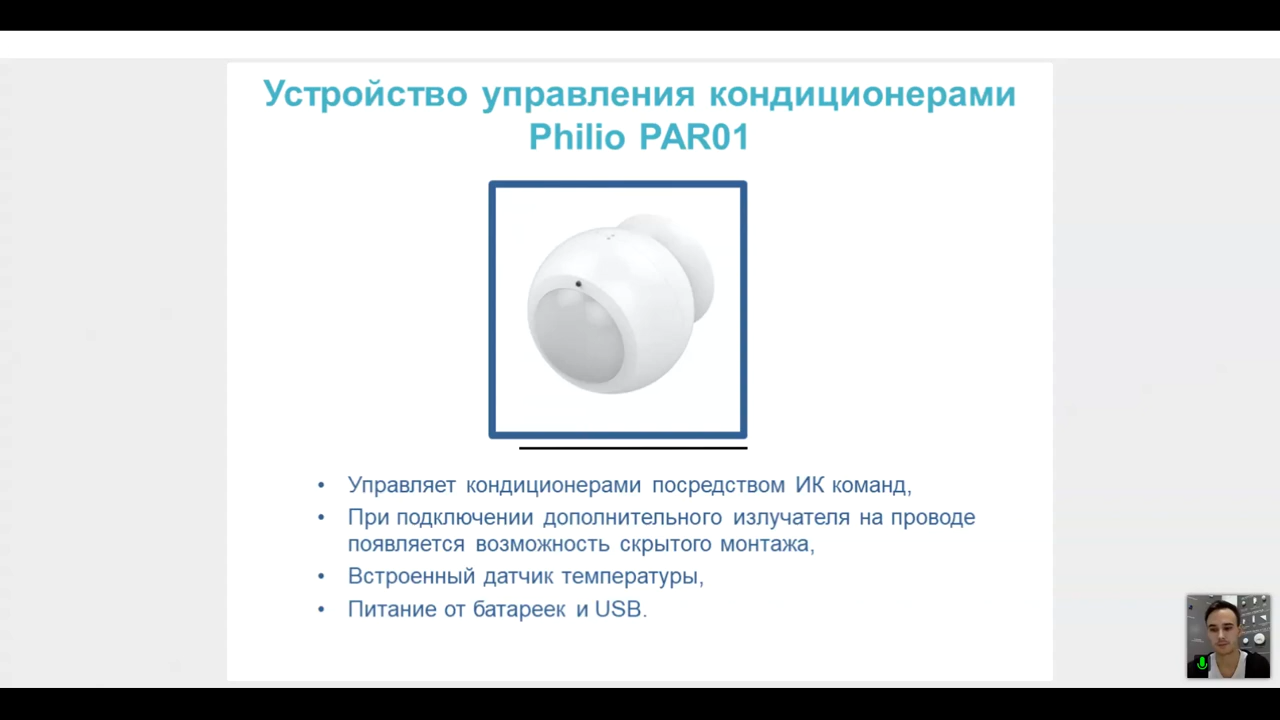 Устройство управления кондиционерами
Philio PAR01
• Управляет кондиционерами посредством ИК команд,
• При подключении дополнительного излучателя на проводе
появляется возможность скрытого монтажа,
• Встроенный датчик температуры,
• Питание от батареек и USB.